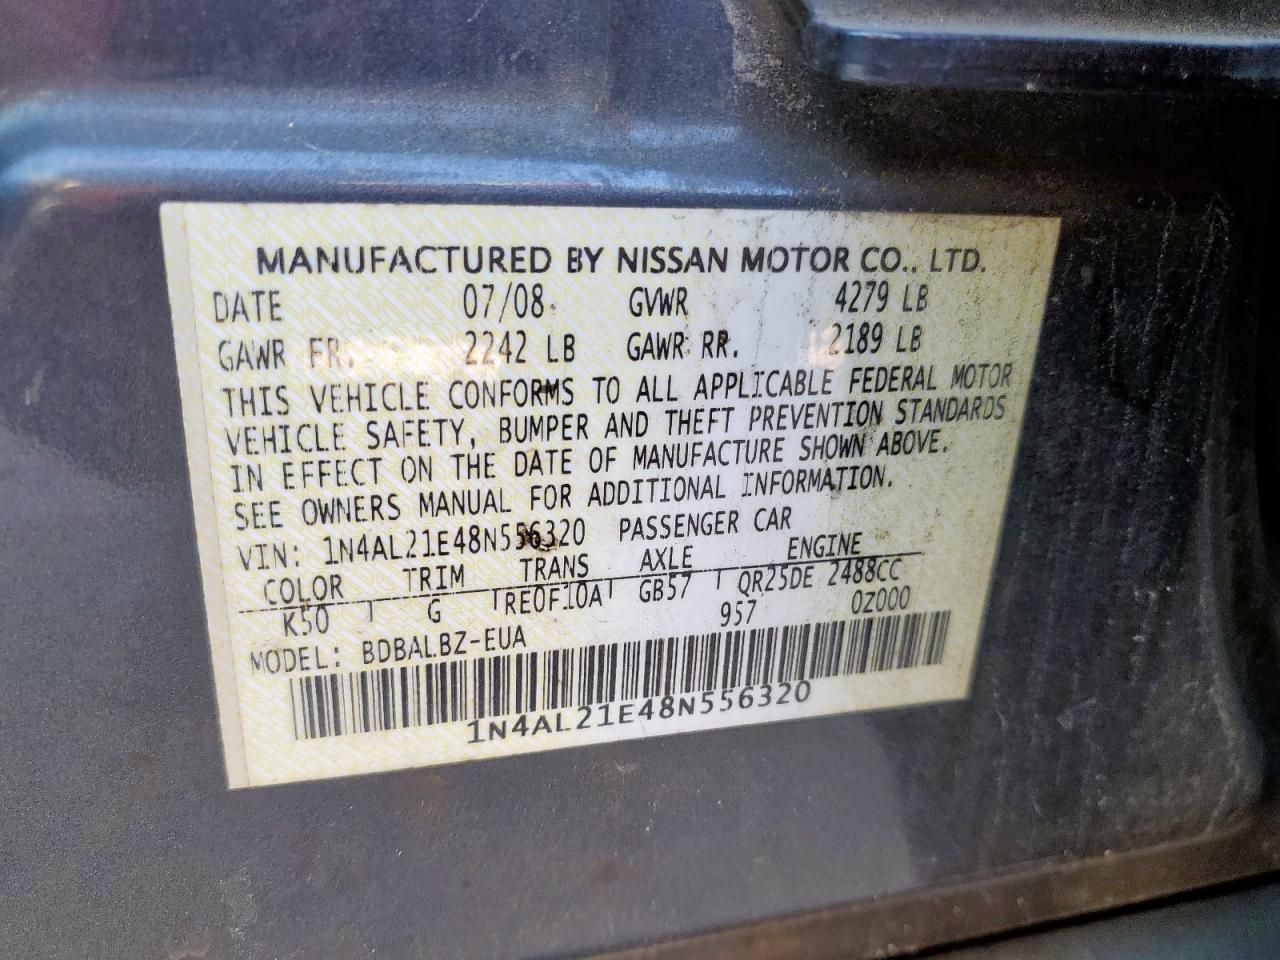 MANUFACTURED BY NISSAN MOTOR CO., LTD.
DATE 07/08 GVWR 4279 LB
GAWR FR. 2242 LB GAWR RR. 2189 LB
THIS VEHICLE CONFORMS TO ALL APPLICABLE FEDERAL MOTOR
VEHICLE SAFETY, BUMPER AND THEFT PREVENTION STANDARDS
IN EFFECT ON THE DATE OF MANUFACTURE SHOWN ABOVE.
SEE OWNERS MANUAL FOR ADDITIONAL INFORMATION.
VIN: 1N4AL21E48N556320 PASSENGER CAR
COLOR TRIM TRANS AXLE ENGINE
K50 G RE0F10A GB57 QR25DE 2488CC
957 0Z000
MODEL: BDBALBZ-EUA
1N4AL21E48N556320